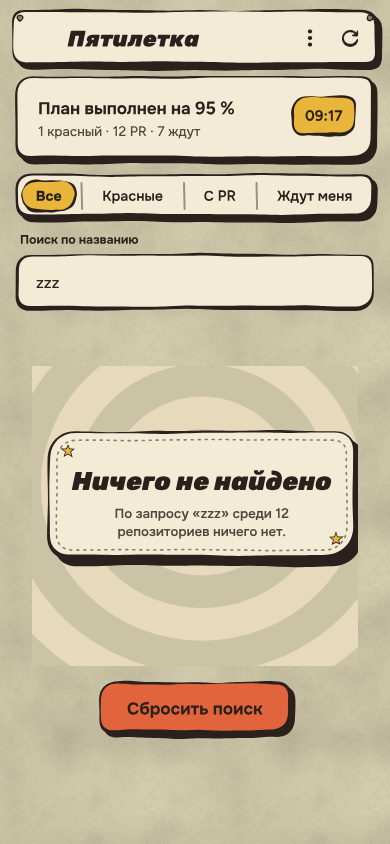 Пятилетка
План выполнен на 95 %
1 красный · 12 PR · 7 ждут
09:17
Все
Красные
С PR
Ждут меня
Поиск по названию
zzz
Ничего не найдено
По запросу «zzz» среди 12
репозиториев ничего нет.
Сбросить поиск